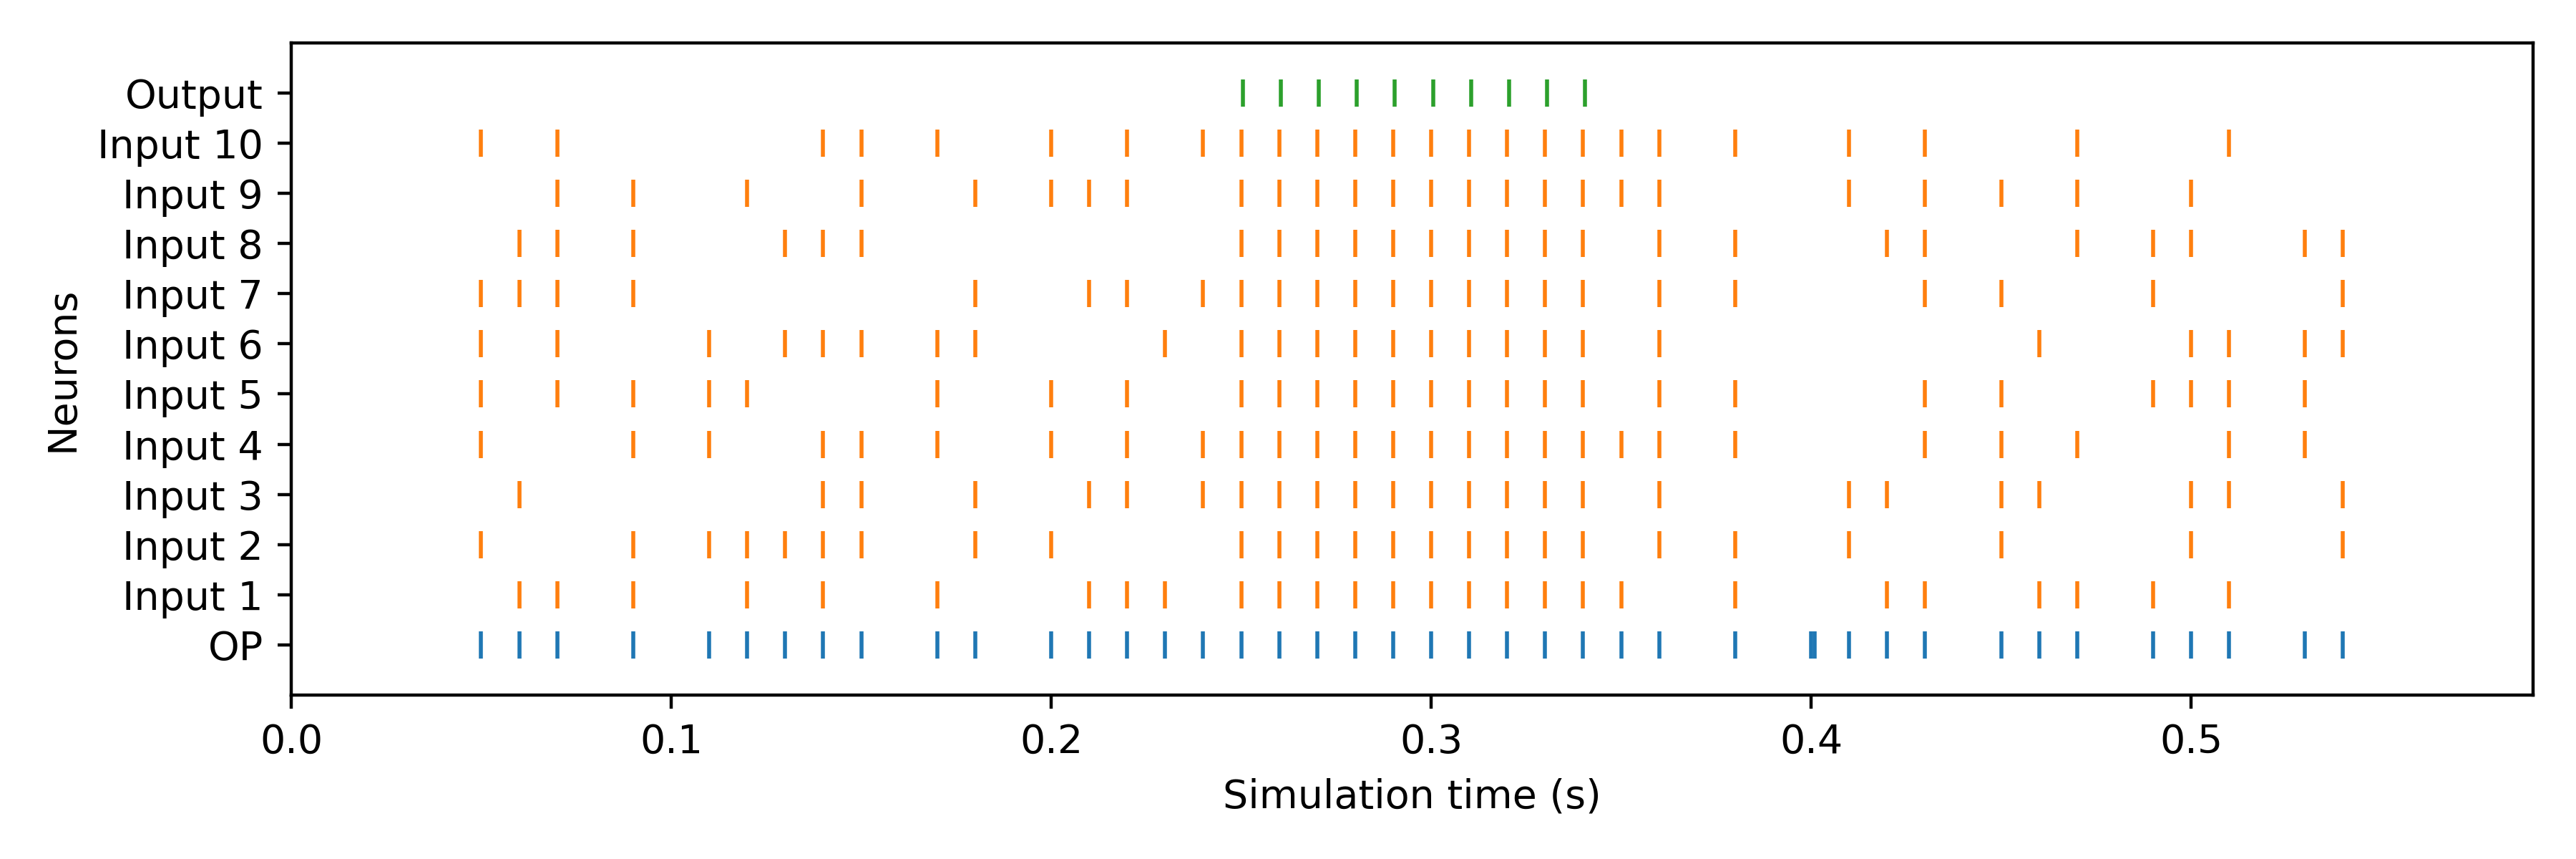 Output
Input 10
Input 9
Input 8
Input 7
Input 6
Input 5
Input 4
Input 3
Input 2
Input 1
OP
Neurons
0.0 0.1 0.2 0.3 0.4 0.5
Simulation time (s)